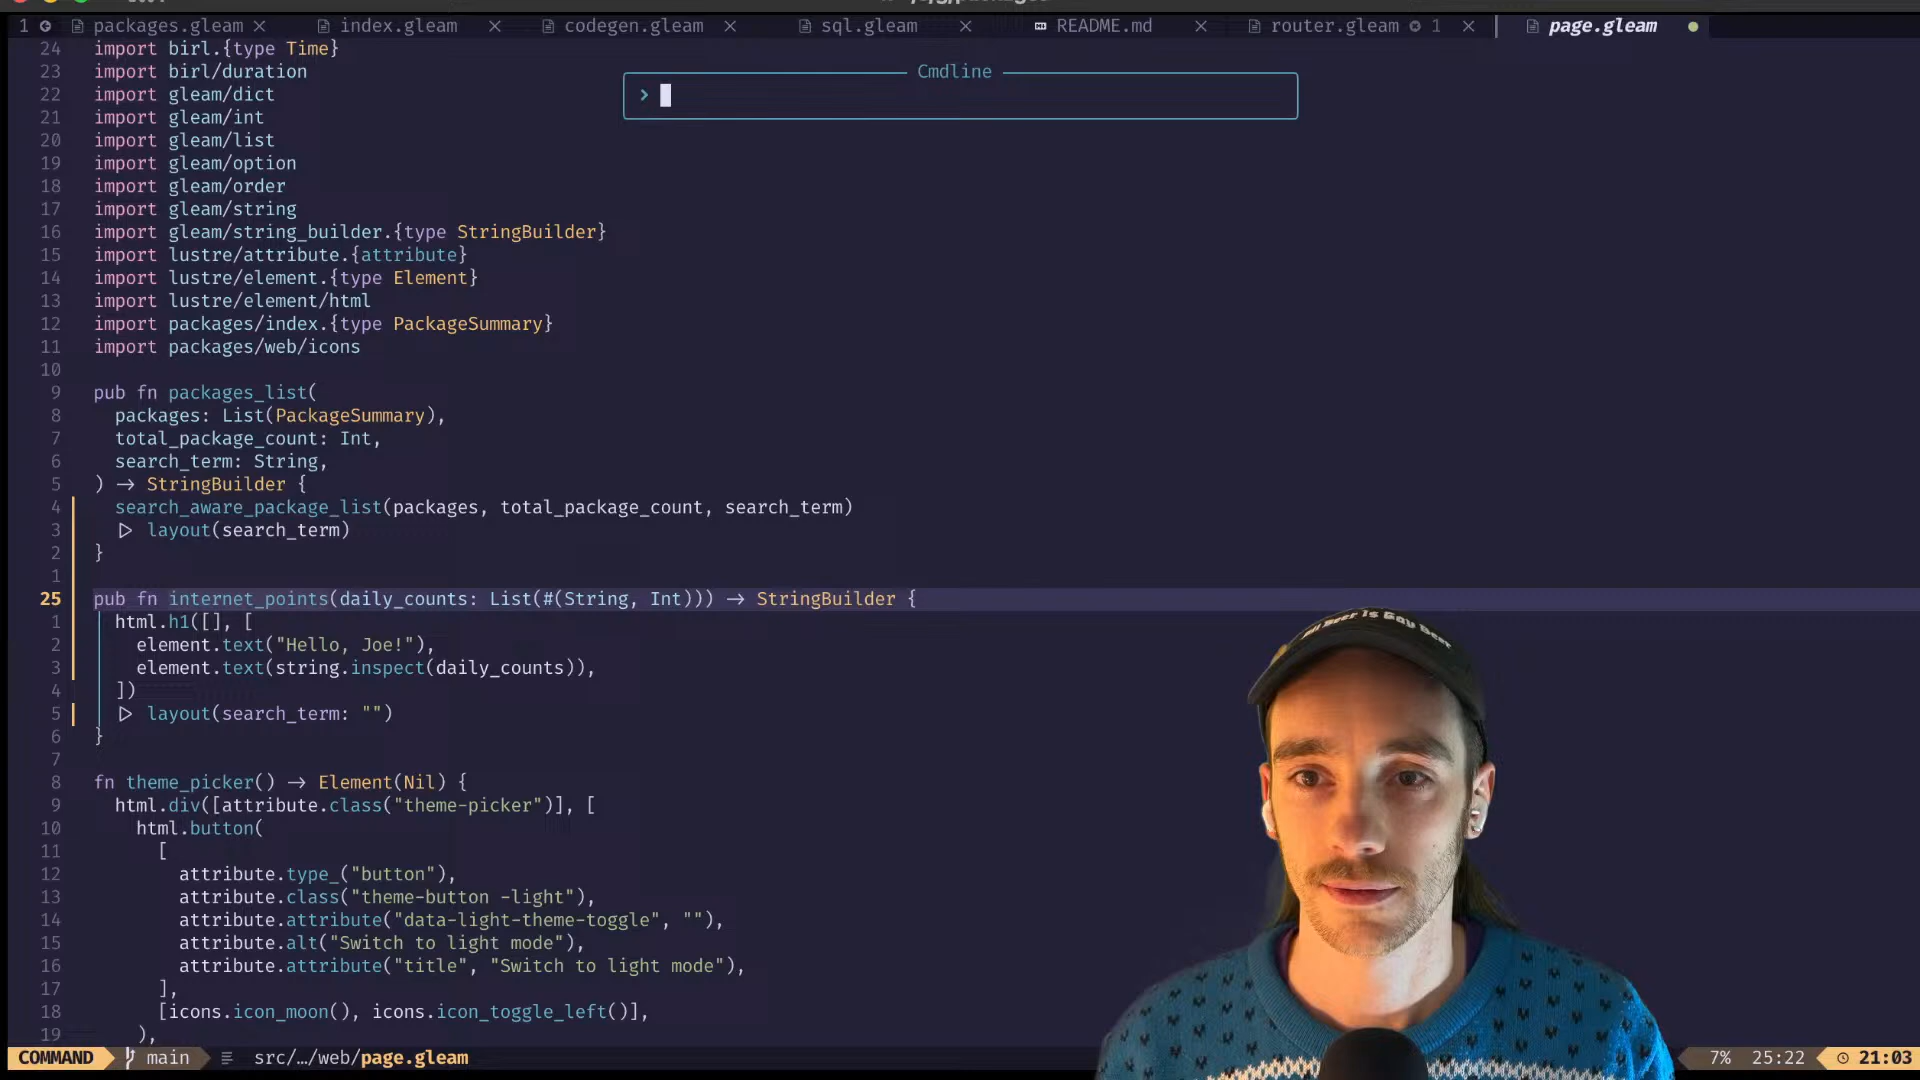 1 packages.gleam index.gleam codegen.gleam sql.gleam README.md router.gleam 1 page.gleam
Cmdline
>
24 import birl.{type Time}
23 import birl/duration
22 import gleam/dict
21 import gleam/int
20 import gleam/list
19 import gleam/option
18 import gleam/order
17 import gleam/string
16 import gleam/string_builder.{type StringBuilder}
15 import lustre/attribute.{attribute}
14 import lustre/element.{type Element}
13 import lustre/element/html
12 import packages/index.{type PackageSummary}
11 import packages/web/icons
10
9 pub fn packages_list(
8 packages: List(PackageSummary),
7 total_package_count: Int,
6 search_term: String,
5 ) -> StringBuilder {
4 search_aware_package_list(packages, total_package_count, search_term)
3 |> layout(search_term)
2 }
1
25 pub fn internet_points(daily_counts: List(#(String, Int))) -> StringBuilder {
1 html.h1([], [
2 element.text("Hello, Joe!"),
3 element.text(string.inspect(daily_counts)),
4 ])
5 |> layout(search_term: "")
6 }
7
8 fn theme_picker() -> Element(Nil) {
9 html.div([attribute.class("theme-picker")], [
10 html.button(
11 [
12 attribute.type_("button"),
13 attribute.class("theme-button -light"),
14 attribute.attribute("data-light-theme-toggle", ""),
15 attribute.alt("Switch to light mode"),
16 attribute.attribute("title", "Switch to light mode"),
17 ],
18 [icons.icon_moon(), icons.icon_toggle_left()],
19 ),
Beer Is Gay Beer
COMMAND main src/…/web/page.gleam 7% 25:22 21:03